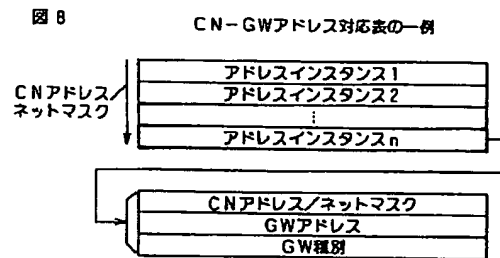 図8
CN-GWアドレス対応表の一例
CNアドレス/
ネットマスク
アドレスインスタンス1
アドレスインスタンス2
⋮
アドレスインスタンスn
CNアドレス/ネットマスク
GWアドレス
GW種別